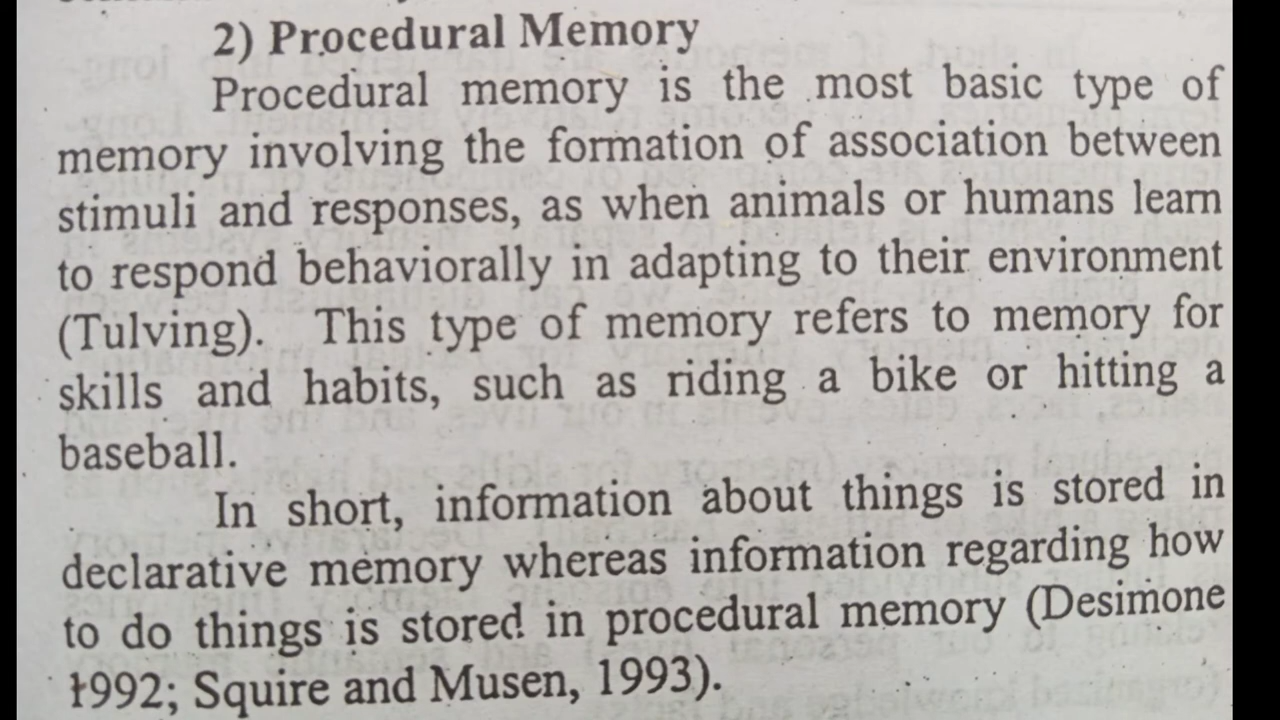 2) Procedural Memory
Procedural memory is the most basic type of
memory involving the formation of association between
stimuli and responses, as when animals or humans learn
to respond behaviorally in adapting to their environment
(Tulving). This type of memory refers to memory for
skills and habits, such as riding a bike or hitting a
baseball.
In short, information about things is stored in
declarative memory whereas information regarding how
to do things is stored in procedural memory (Desimone
1992; Squire and Musen, 1993).